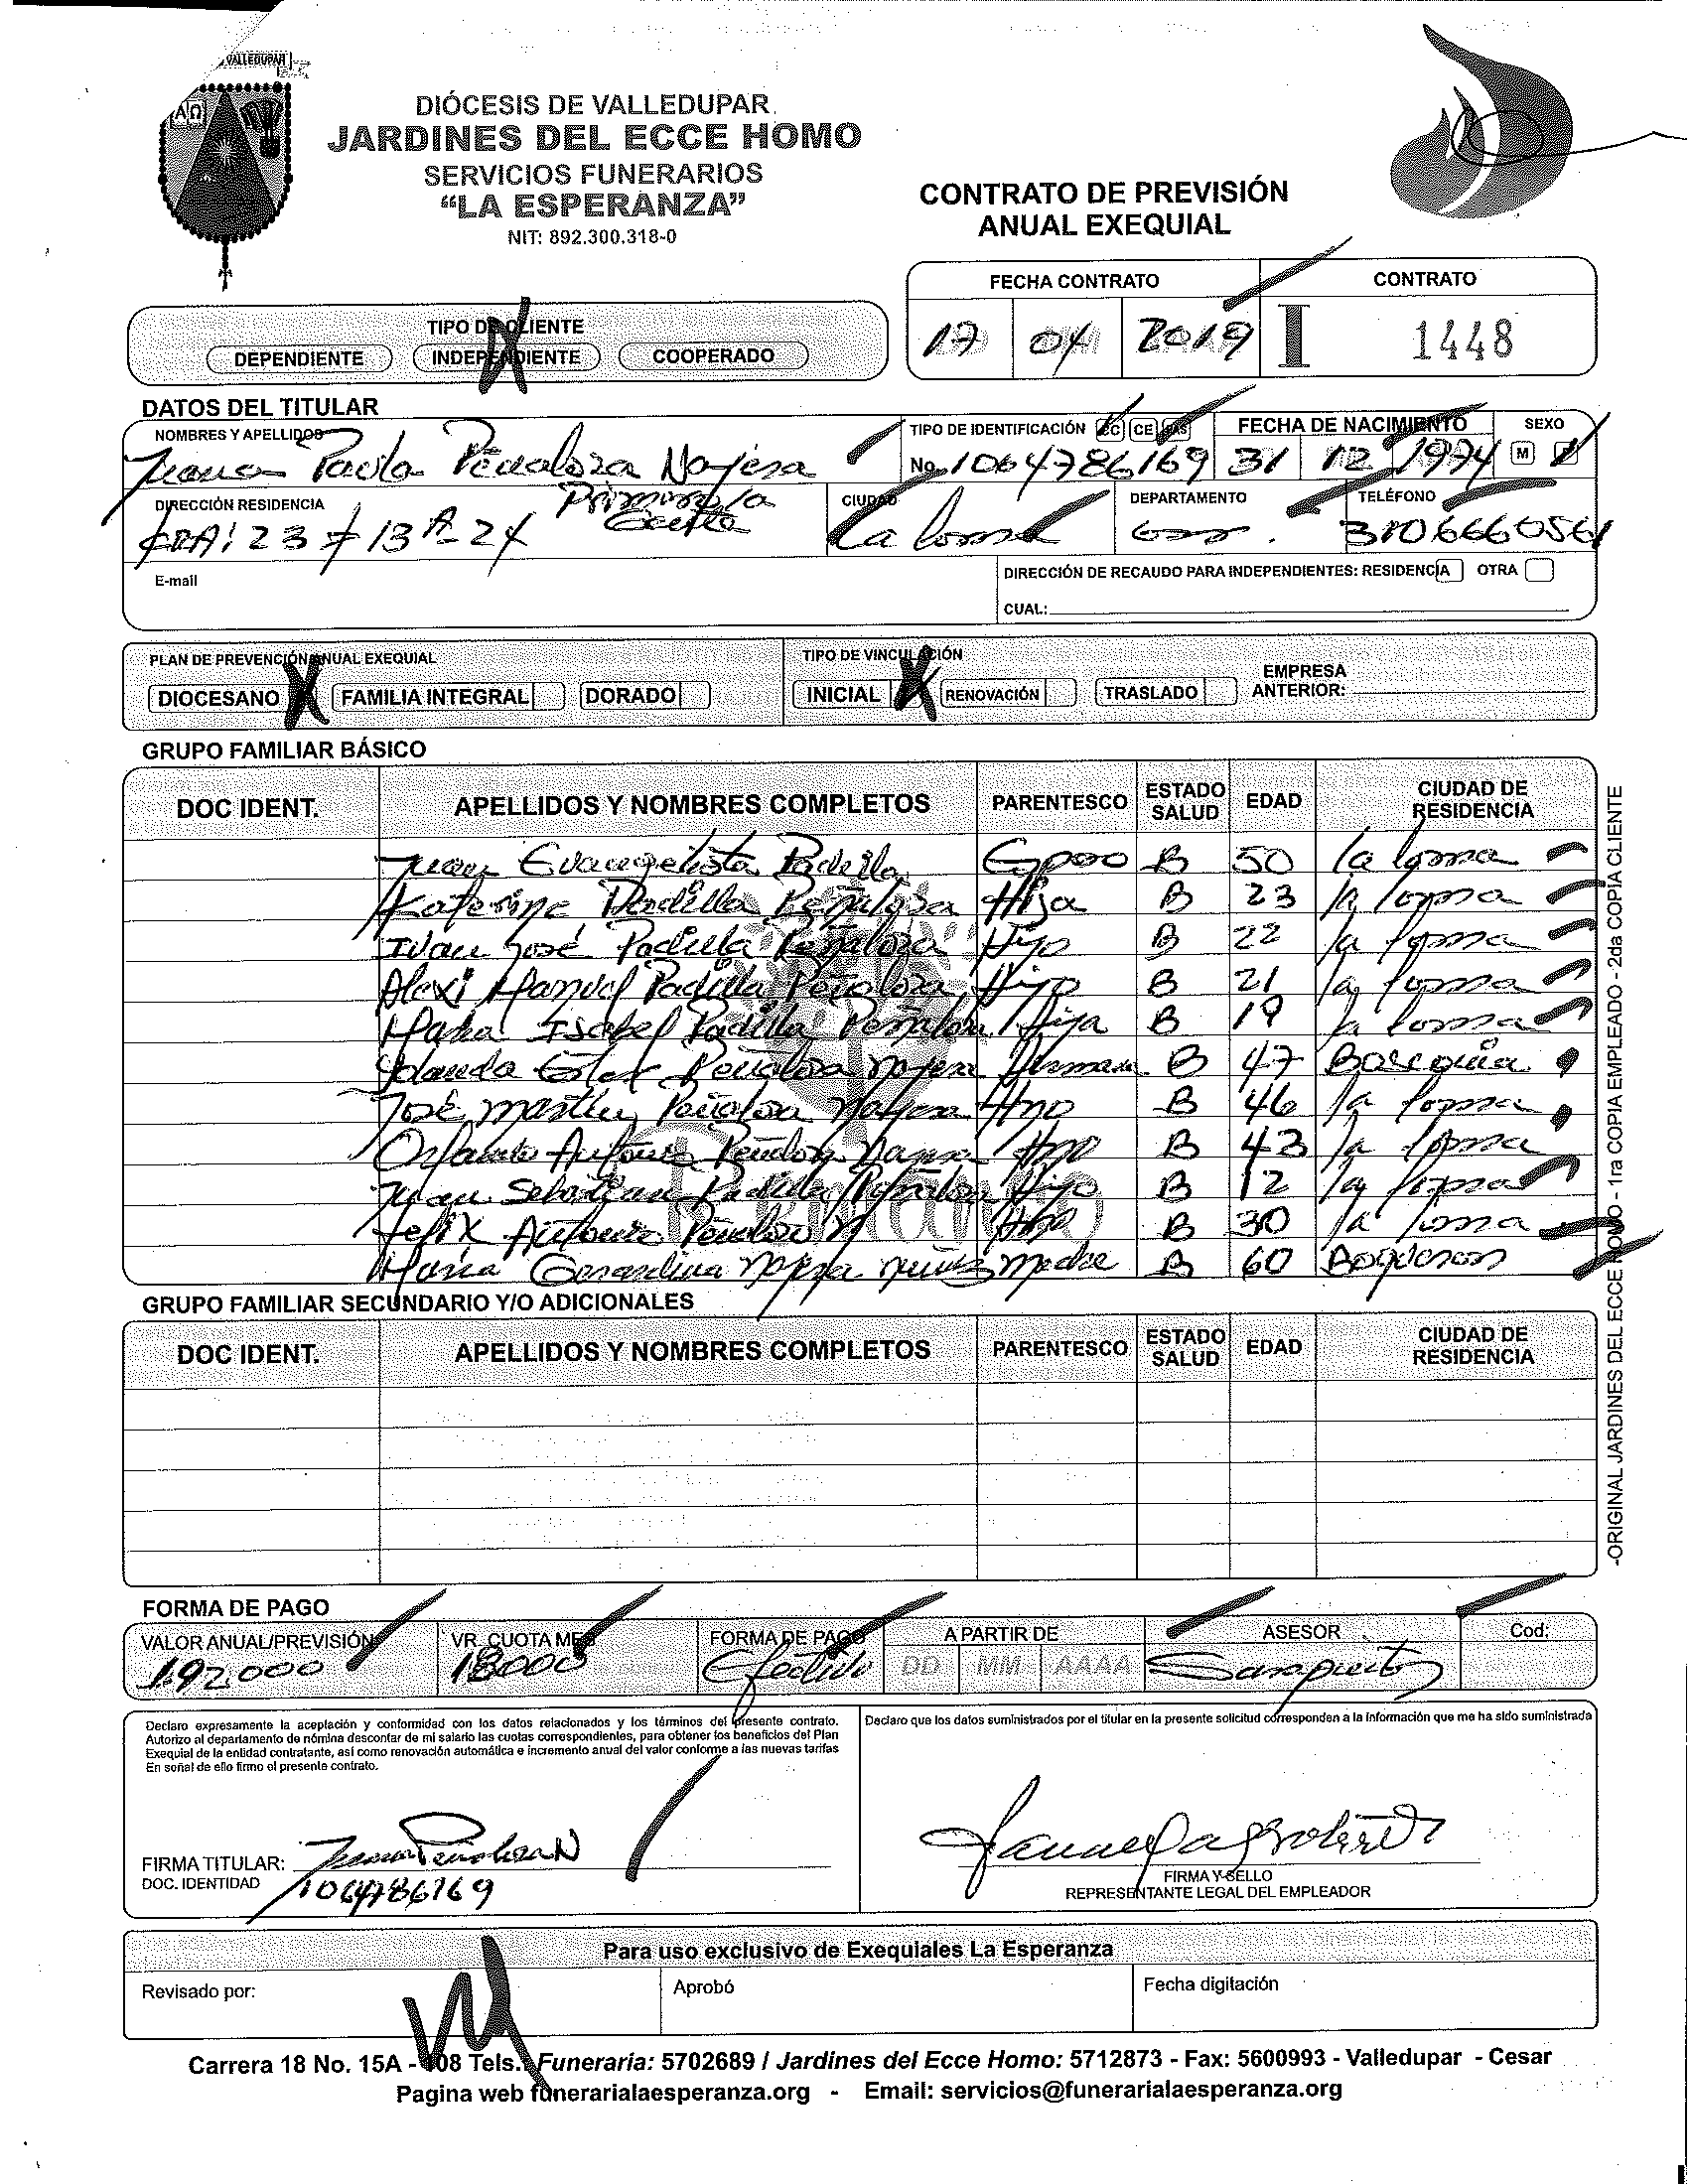 VALLEDUPAR
DIÓCESIS DE VALLEDUPAR
JARDINES DEL ECCE HOMO
SERVICIOS FUNERARIOS
“LA ESPERANZA”
NIT: 892.300.318-0
CONTRATO DE PREVISIÓN
ANUAL EXEQUIAL
FECHA CONTRATO CONTRATO
17 04 2019 I 1448
TIPO DE CLIENTE
DEPENDIENTE INDEPENDIENTE COOPERADO
DATOS DEL TITULAR
NOMBRES Y APELLIDOS TIPO DE IDENTIFICACIÓN CC CE PAS FECHA DE NACIMIENTO SEXO
Juana Paola Peñaloza Najera No. 1064786169 31 12 1974 M F
DIRECCIÓN RESIDENCIA CIUDAD DEPARTAMENTO TELÉFONO
CRA: 23 # 13 A-24 La loma 3106660561
E-mail DIRECCIÓN DE RECAUDO PARA INDEPENDIENTES: RESIDENCIA OTRA
CUAL:
PLAN DE PREVENCIÓN ANUAL EXEQUIAL TIPO DE VINCULACIÓN
DIOCESANO X FAMILIA INTEGRAL DORADO INICIAL X RENOVACIÓN TRASLADO EMPRESA ANTERIOR:
GRUPO FAMILIAR BÁSICO
DOC IDENT. APELLIDOS Y NOMBRES COMPLETOS PARENTESCO ESTADO SALUD EDAD CIUDAD DE RESIDENCIA
Juan Evangelista Padilla Esposo B 50 la loma
Katerine Padilla Peñaloza Hija B 23 la loma
Ivan José Padilla Peñaloza Hijo B 22 la loma
Alexi Manuel Padilla Peñaloza Hijo B 21 la loma
Maria Isabel Padilla Peñaloza Hija B 19 la loma
Yolanda Ester Peñaloza Najera Hermana B 47 Bosconia
José Peñaloza Najera Hno B 46 la loma
Orlando Antonio Peñaloza Najera Hno B 43 la loma
Juan Sebastian Padilla Peñaloza Hijo B 12 la loma
Felix Antonio Peñaloza N Hno B 30 la loma
Maria Gerardina Najera Nuñez Madre B 60
GRUPO FAMILIAR SECUNDARIO Y/O ADICIONALES
DOC IDENT. APELLIDOS Y NOMBRES COMPLETOS PARENTESCO ESTADO SALUD EDAD CIUDAD DE RESIDENCIA
-ORIGINAL JARDINES DEL ECCE HOMO - 1ra COPIA EMPLEADO - 2da COPIA CLIENTE
FORMA DE PAGO
VALOR ANUAL/PREVISIÓN VR. CUOTA MES FORMA DE PAGO A PARTIR DE ASESOR Cod:
192.000 18000 Efectivo DD MM AAAA
Declaro expresamente la aceptación y conformidad con los datos relacionados y los términos del presente contrato.
Autorizo al departamento de nómina descontar de mi salario las cuotas correspondientes, para obtener los beneficios del Plan
Exequial de la entidad contratante, así como renovación automática e incremento anual del valor conforme a las nuevas tarifas
En señal de ello firmo el presente contrato.
Declaro que los datos suministrados por el titular en la presente solicitud corresponden a la información que me ha sido suministrada
FIRMA TITULAR: Juana Peñaloza N
DOC. IDENTIDAD 1064786169
FIRMA Y SELLO
REPRESENTANTE LEGAL DEL EMPLEADOR
Para uso exclusivo de Exequiales La Esperanza
Revisado por: Aprobó Fecha digitación
Carrera 18 No. 15A - 108 Tels. Funeraria: 5702689 / Jardines del Ecce Homo: 5712873 - Fax: 5600993 - Valledupar - Cesar
Pagina web funerarialaesperanza.org - Email: servicios@funerarialaesperanza.org